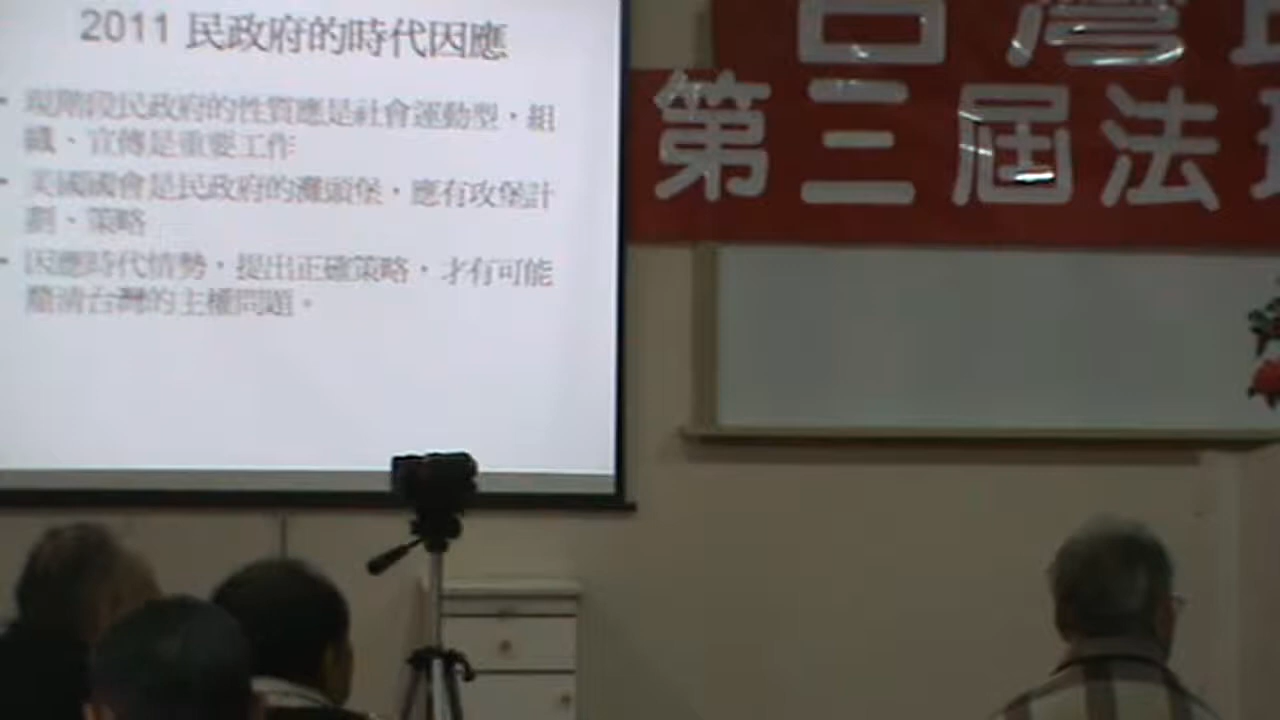 2011 民政府的時代因應
現階段民政府的性質應是社會運動型，組
織、宣傳是重要工作
美國國會是民政府的灘頭堡，應有攻堡計
劃、策略
因應時代情勢，提出正確策略，才有可能
釐清台灣的主權問題。
台灣
第三屆法